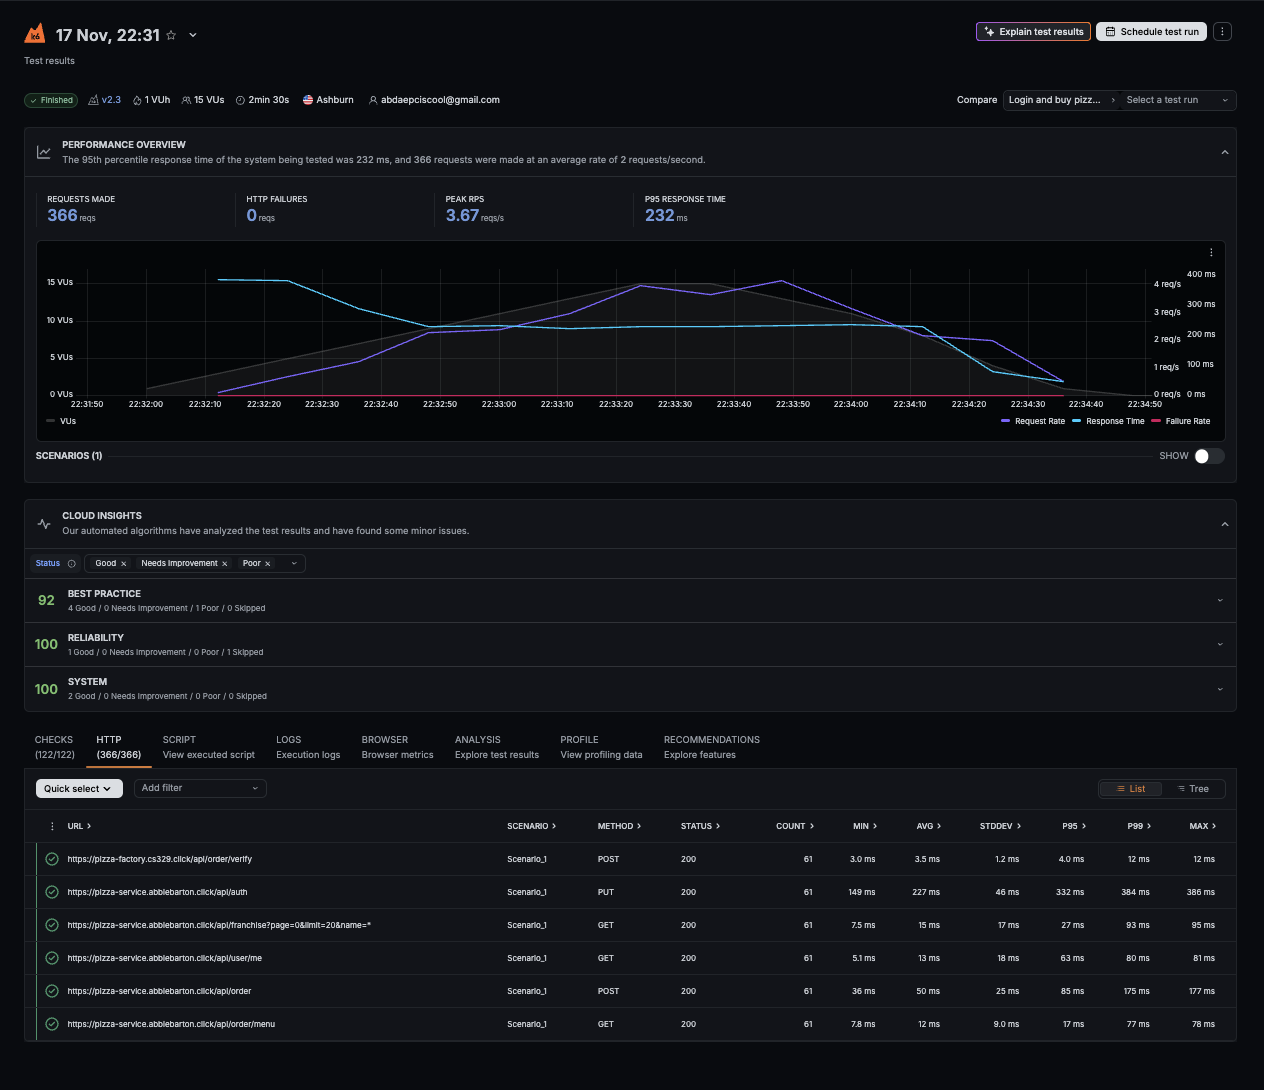 k6
17 Nov, 22:31
Explain test results
Schedule test run
Test results
Finished
v2.3
1 VUh
15 VUs
2min 30s
Ashburn
abdaepciscool@gmail.com
Compare
Login and buy pizz...
Select a test run
PERFORMANCE OVERVIEW
The 95th percentile response time of the system being tested was 232 ms, and 366 requests were made at an average rate of 2 requests/second.
REQUESTS MADE
366 reqs
HTTP FAILURES
0 reqs
PEAK RPS
3.67 reqs/s
P95 RESPONSE TIME
232 ms
15 VUs
10 VUs
5 VUs
0 VUs
4 req/s
3 req/s
2 req/s
1 req/s
0 req/s
400 ms
300 ms
200 ms
100 ms
0 ms
22:31:50 22:32:00 22:32:10 22:32:20 22:32:30 22:32:40 22:32:50 22:33:00 22:33:10 22:33:20 22:33:30 22:33:40 22:33:50 22:34:00 22:34:10 22:34:20 22:34:30 22:34:40 22:34:50
VUs
Request Rate
Response Time
Failure Rate
SCENARIOS (1)
SHOW
CLOUD INSIGHTS
Our automated algorithms have analyzed the test results and have found some minor issues.
Status
Good ×
Needs Improvement ×
Poor ×
92
BEST PRACTICE
4 Good / 0 Needs Improvement / 1 Poor / 0 Skipped
100
RELIABILITY
1 Good / 0 Needs Improvement / 0 Poor / 1 Skipped
100
SYSTEM
2 Good / 0 Needs Improvement / 0 Poor / 0 Skipped
CHECKS
(122/122)
HTTP
(366/366)
SCRIPT
View executed script
LOGS
Execution logs
BROWSER
Browser metrics
ANALYSIS
Explore test results
PROFILE
View profiling data
RECOMMENDATIONS
Explore features
Quick select
Add filter
List
Tree
URL SCENARIO METHOD STATUS COUNT MIN AVG STDDEV P95 P99 MAX
https://pizza-factory.cs329.click/api/order/verify Scenario_1 POST 200 61 3.0 ms 3.5 ms 1.2 ms 4.0 ms 12 ms 12 ms
https://pizza-service.abblebarton.click/api/auth Scenario_1 PUT 200 61 149 ms 227 ms 46 ms 332 ms 384 ms 386 ms
https://pizza-service.abblebarton.click/api/franchise?page=0&limit=20&name=* Scenario_1 GET 200 61 7.5 ms 15 ms 17 ms 27 ms 93 ms 95 ms
https://pizza-service.abblebarton.click/api/user/me Scenario_1 GET 200 61 5.1 ms 13 ms 18 ms 63 ms 80 ms 81 ms
https://pizza-service.abblebarton.click/api/order Scenario_1 POST 200 61 36 ms 50 ms 25 ms 85 ms 175 ms 177 ms
https://pizza-service.abblebarton.click/api/order/menu Scenario_1 GET 200 61 7.8 ms 12 ms 9.0 ms 17 ms 77 ms 78 ms